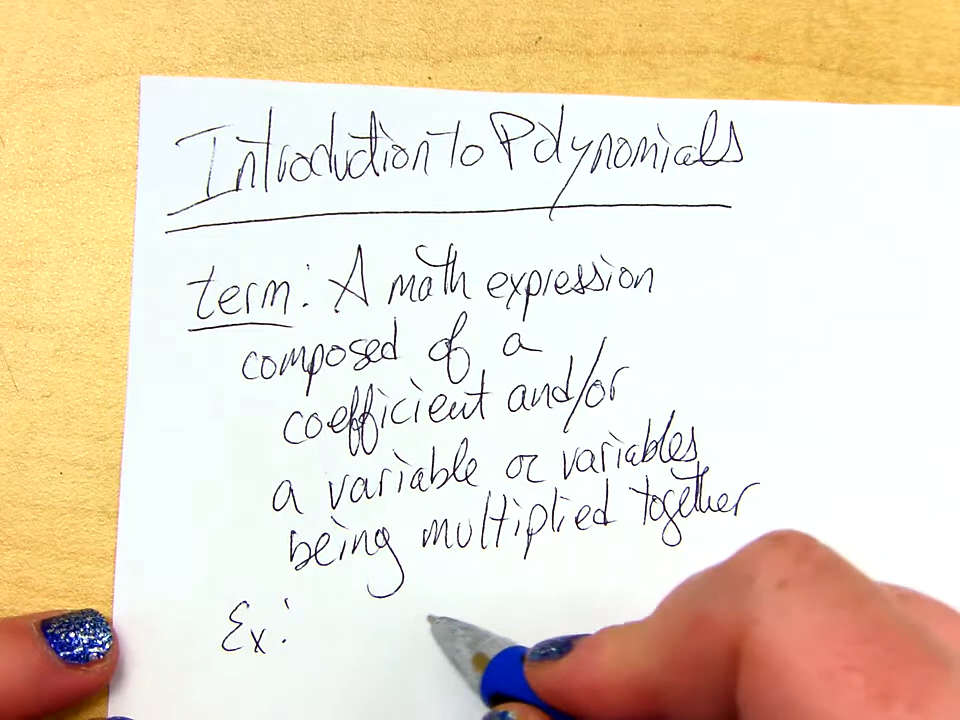 Introduction to Polynomials
term: A math expression
composed of a
coefficient and/or
a variable or variables
being multiplied together
Ex: